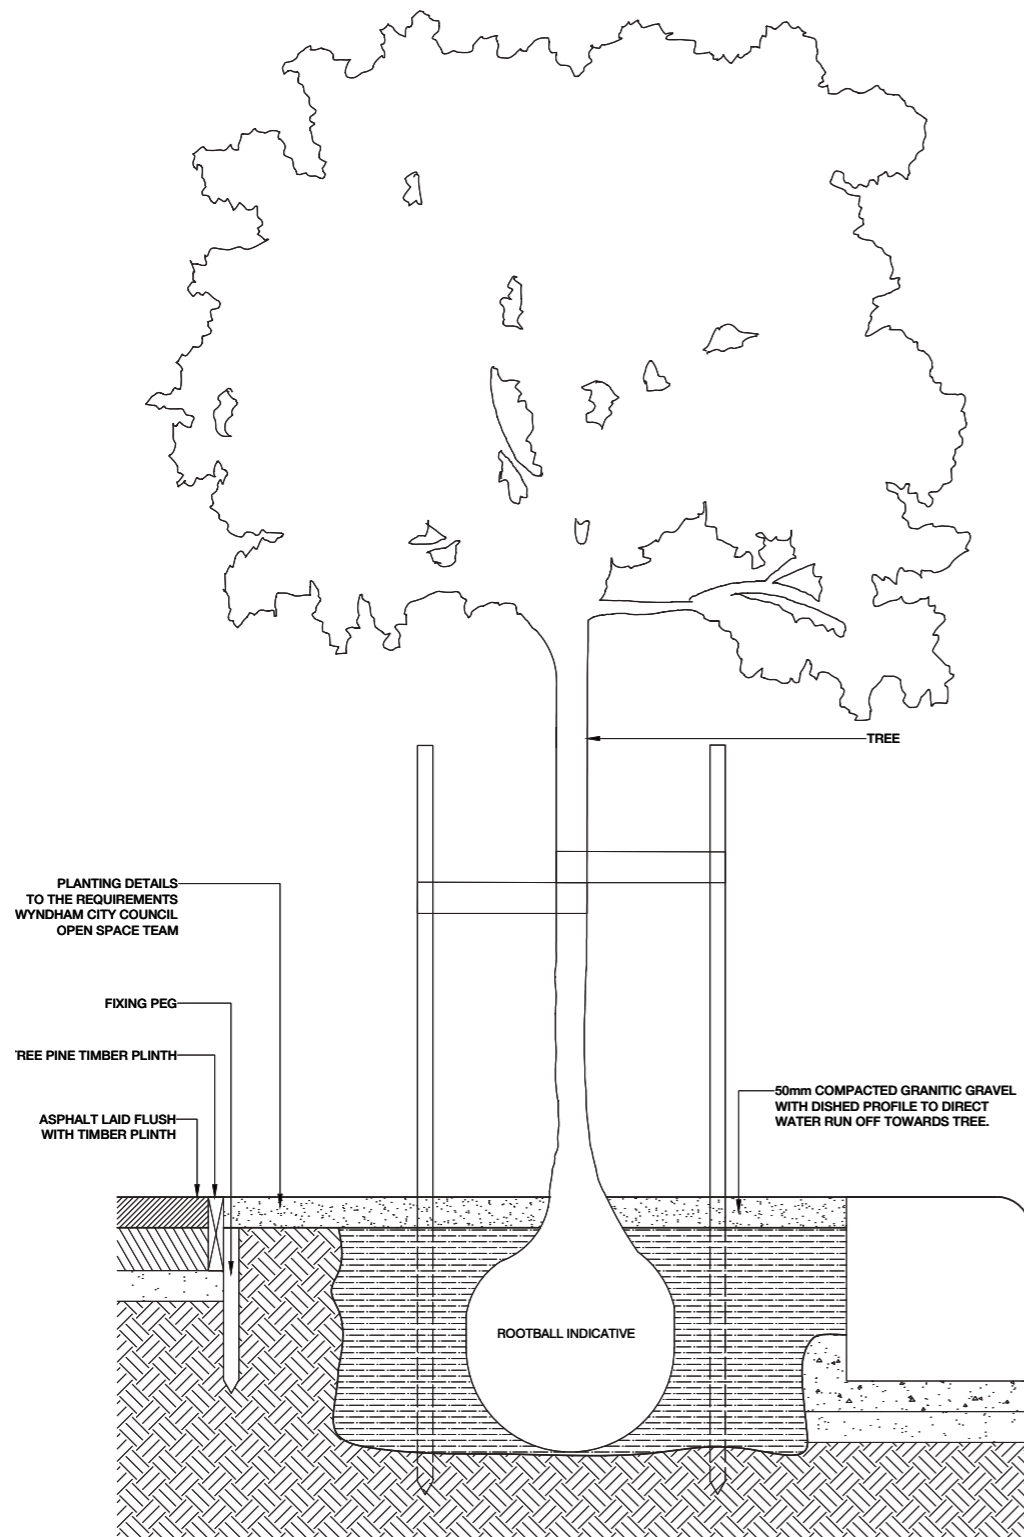 TREE
PLANTING DETAILS
TO THE REQUIREMENTS
WYNDHAM CITY COUNCIL
OPEN SPACE TEAM
FIXING PEG
REE PINE TIMBER PLINTH
ASPHALT LAID FLUSH
WITH TIMBER PLINTH
50mm COMPACTED GRANITIC GRAVEL
WITH DISHED PROFILE TO DIRECT
WATER RUN OFF TOWARDS TREE.
ROOTBALL INDICATIVE